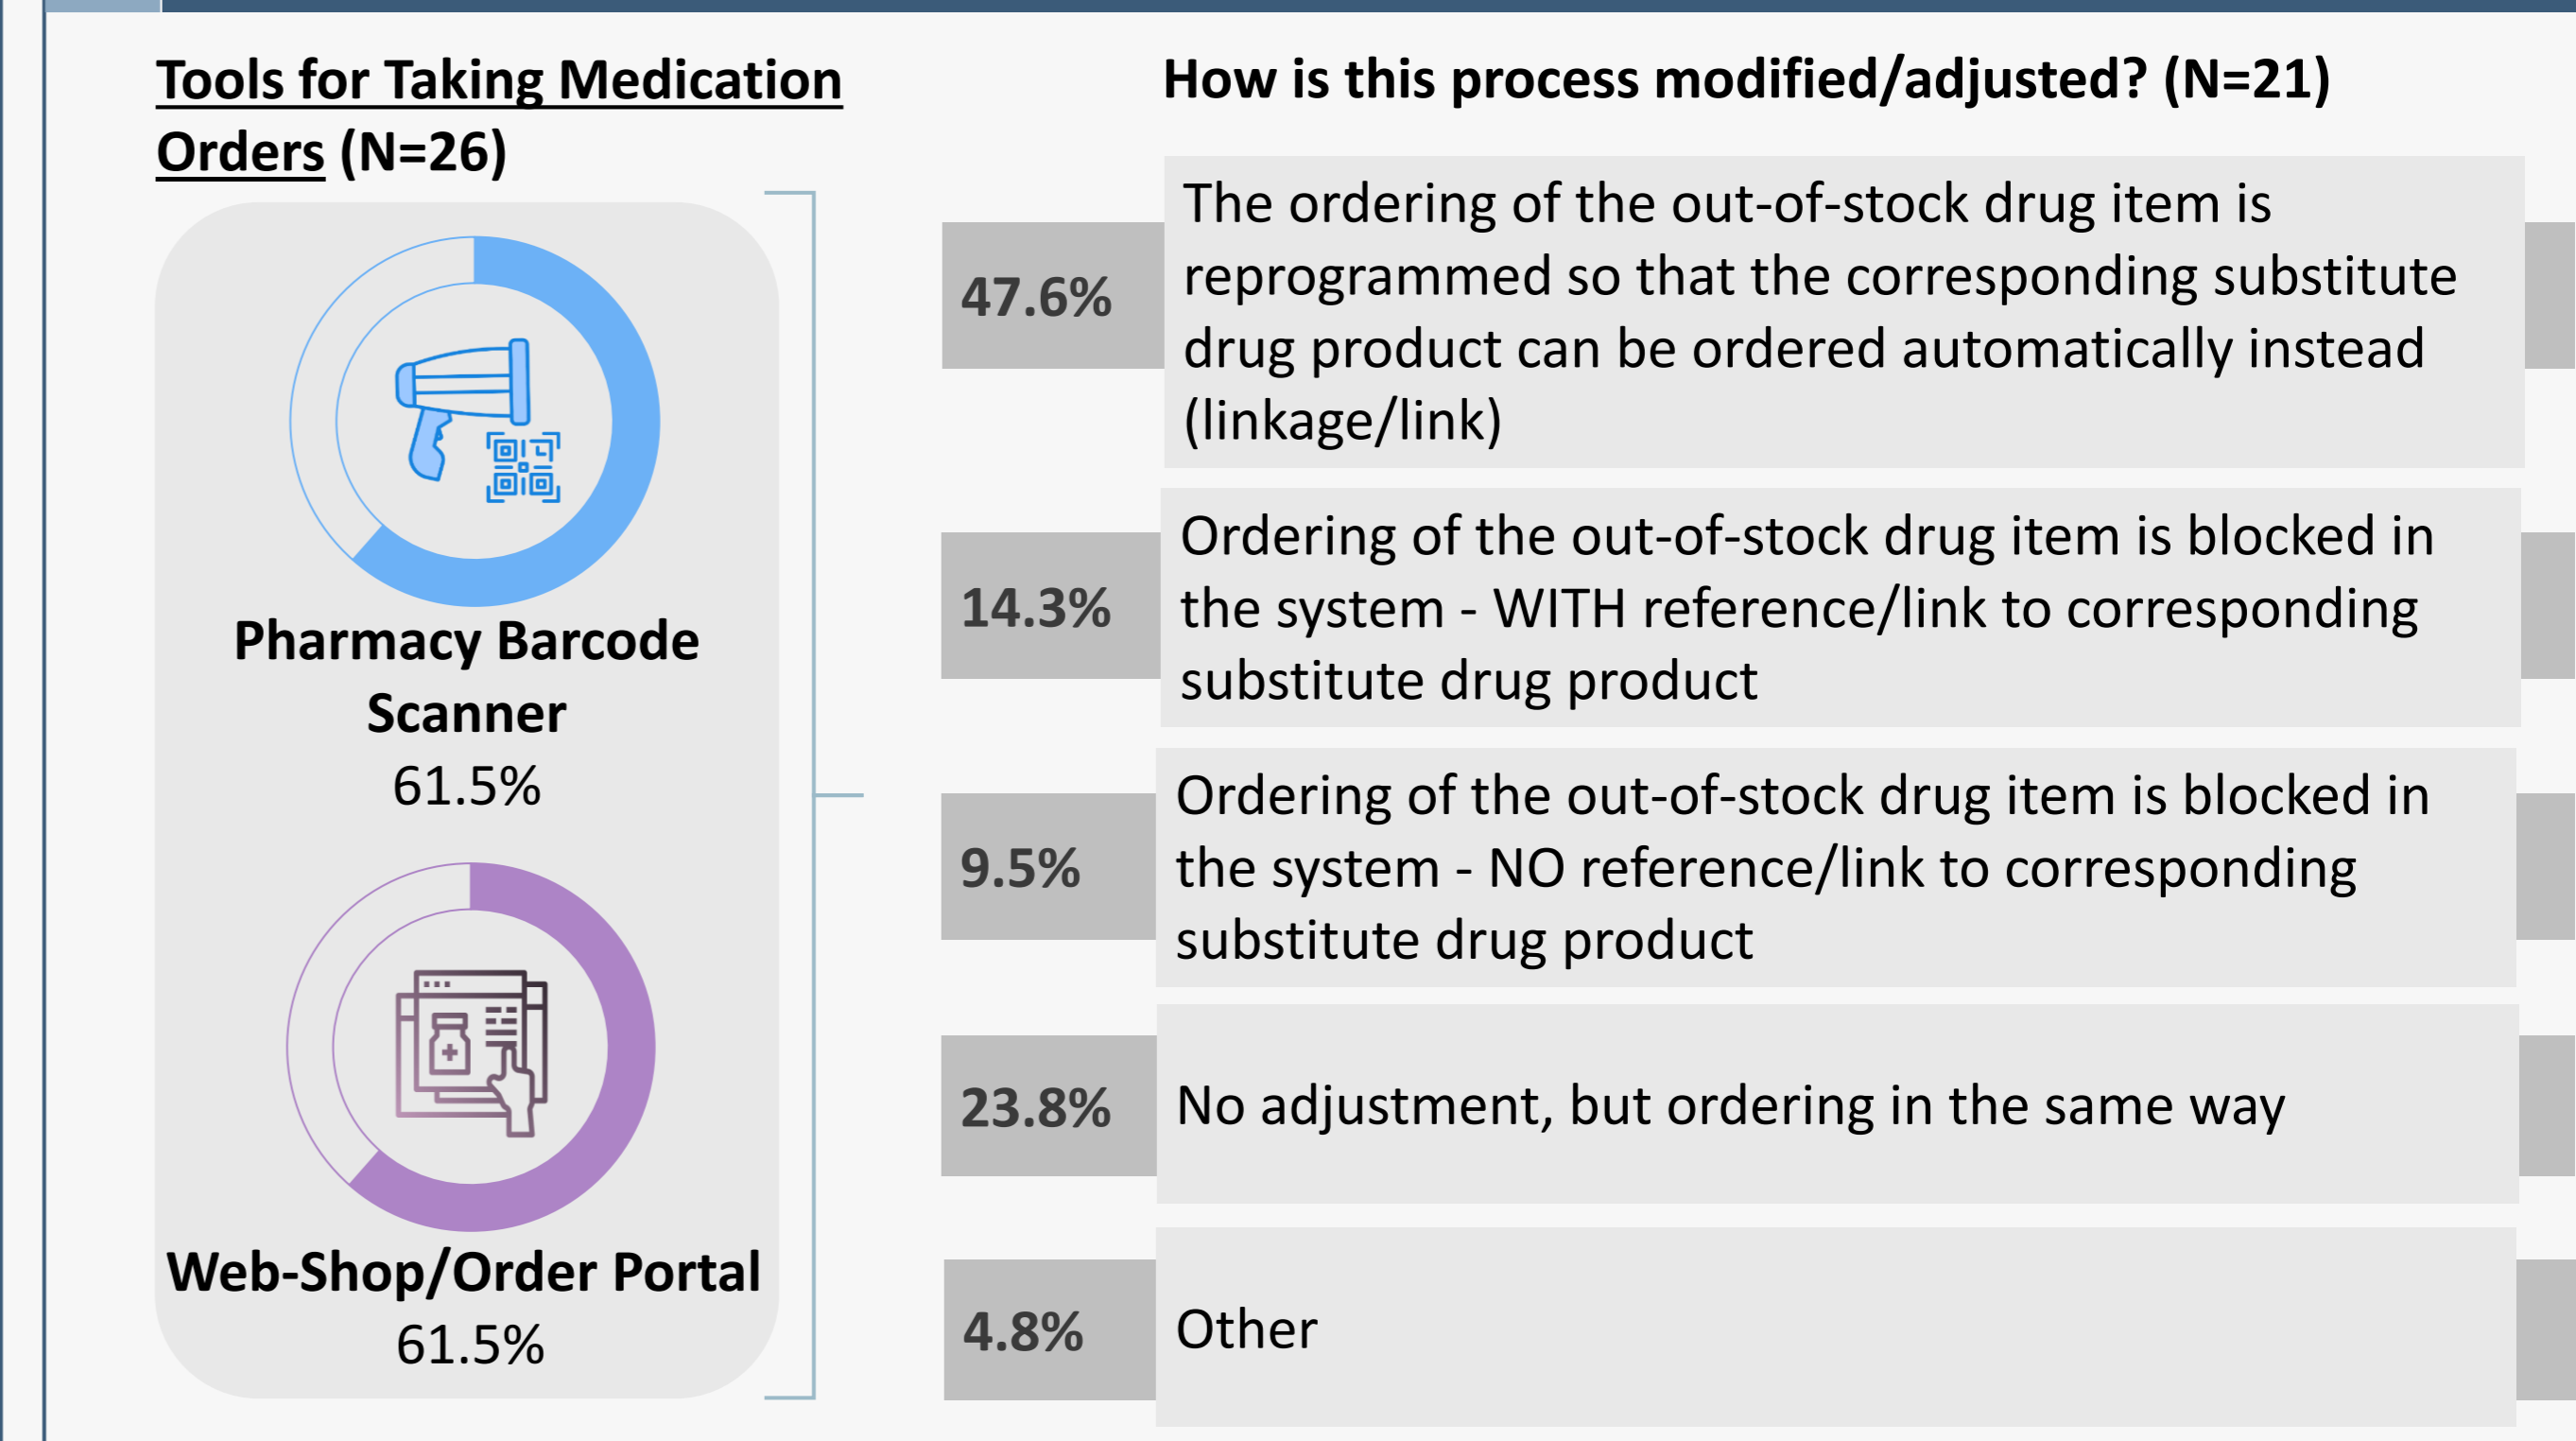 Tools for Taking Medication
Orders (N=26)
Pharmacy Barcode
Scanner
61.5%
Web-Shop/Order Portal
61.5%
How is this process modified/adjusted? (N=21)
47.6%
The ordering of the out-of-stock drug item is
reprogrammed so that the corresponding substitute
drug product can be ordered automatically instead
(linkage/link)
14.3%
Ordering of the out-of-stock drug item is blocked in
the system - WITH reference/link to corresponding
substitute drug product
9.5%
Ordering of the out-of-stock drug item is blocked in
the system - NO reference/link to corresponding
substitute drug product
23.8%
No adjustment, but ordering in the same way
4.8%
Other